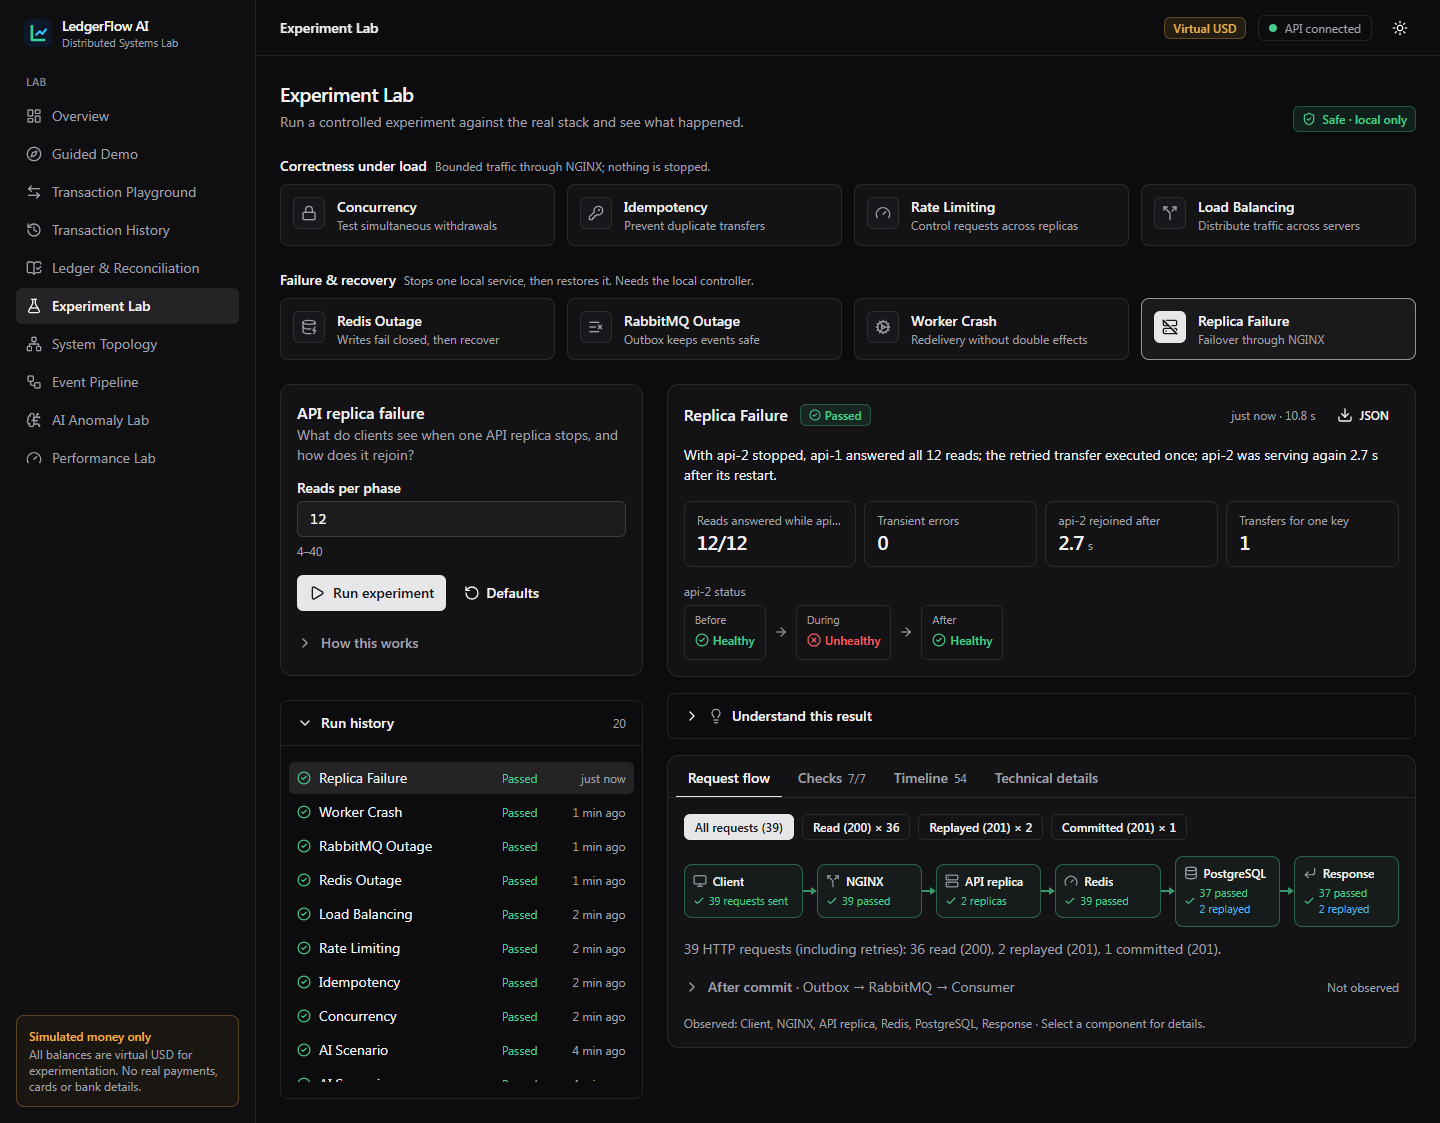 LedgerFlow AI
Distributed Systems Lab
LAB
Overview
Guided Demo
Transaction Playground
Transaction History
Ledger & Reconciliation
Experiment Lab
System Topology
Event Pipeline
AI Anomaly Lab
Performance Lab
Simulated money only
All balances are virtual USD for
experimentation. No real payments,
cards or bank details.
Experiment Lab
Virtual USD
API connected
Experiment Lab
Run a controlled experiment against the real stack and see what happened.
Safe · local only
Correctness under load Bounded traffic through NGINX; nothing is stopped.
Concurrency
Test simultaneous withdrawals
Idempotency
Prevent duplicate transfers
Rate Limiting
Control requests across replicas
Load Balancing
Distribute traffic across servers
Failure & recovery Stops one local service, then restores it. Needs the local controller.
Redis Outage
Writes fail closed, then recover
RabbitMQ Outage
Outbox keeps events safe
Worker Crash
Redelivery without double effects
Replica Failure
Failover through NGINX
API replica failure
What do clients see when one API replica stops, and
how does it rejoin?
Reads per phase
12
4–40
Run experiment
Defaults
How this works
Run history 20
Replica Failure Passed just now
Worker Crash Passed 1 min ago
RabbitMQ Outage Passed 1 min ago
Redis Outage Passed 1 min ago
Load Balancing Passed 2 min ago
Rate Limiting Passed 2 min ago
Idempotency Passed 2 min ago
Concurrency Passed 2 min ago
AI Scenario Passed 4 min ago
Replica Failure Passed just now · 10.8 s JSON
With api-2 stopped, api-1 answered all 12 reads; the retried transfer executed once; api-2 was serving again 2.7 s
after its restart.
Reads answered while api...
12/12
Transient errors
0
api-2 rejoined after
2.7 s
Transfers for one key
1
api-2 status
Before
Healthy
During
Unhealthy
After
Healthy
Understand this result
Request flow Checks 7/7 Timeline 54 Technical details
All requests (39) Read (200) × 36 Replayed (201) × 2 Committed (201) × 1
Client
39 requests sent
NGINX
39 passed
API replica
2 replicas
Redis
39 passed
PostgreSQL
37 passed
2 replayed
Response
37 passed
2 replayed
39 HTTP requests (including retries): 36 read (200), 2 replayed (201), 1 committed (201).
After commit · Outbox → RabbitMQ → Consumer Not observed
Observed: Client, NGINX, API replica, Redis, PostgreSQL, Response · Select a component for details.